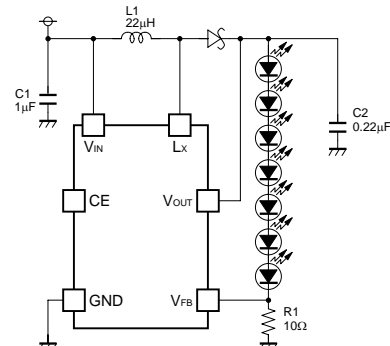 L1
22μH
C1
1μF
C2
0.22μF
VIN
LX
CE
VOUT
GND
VFB
R1
10Ω